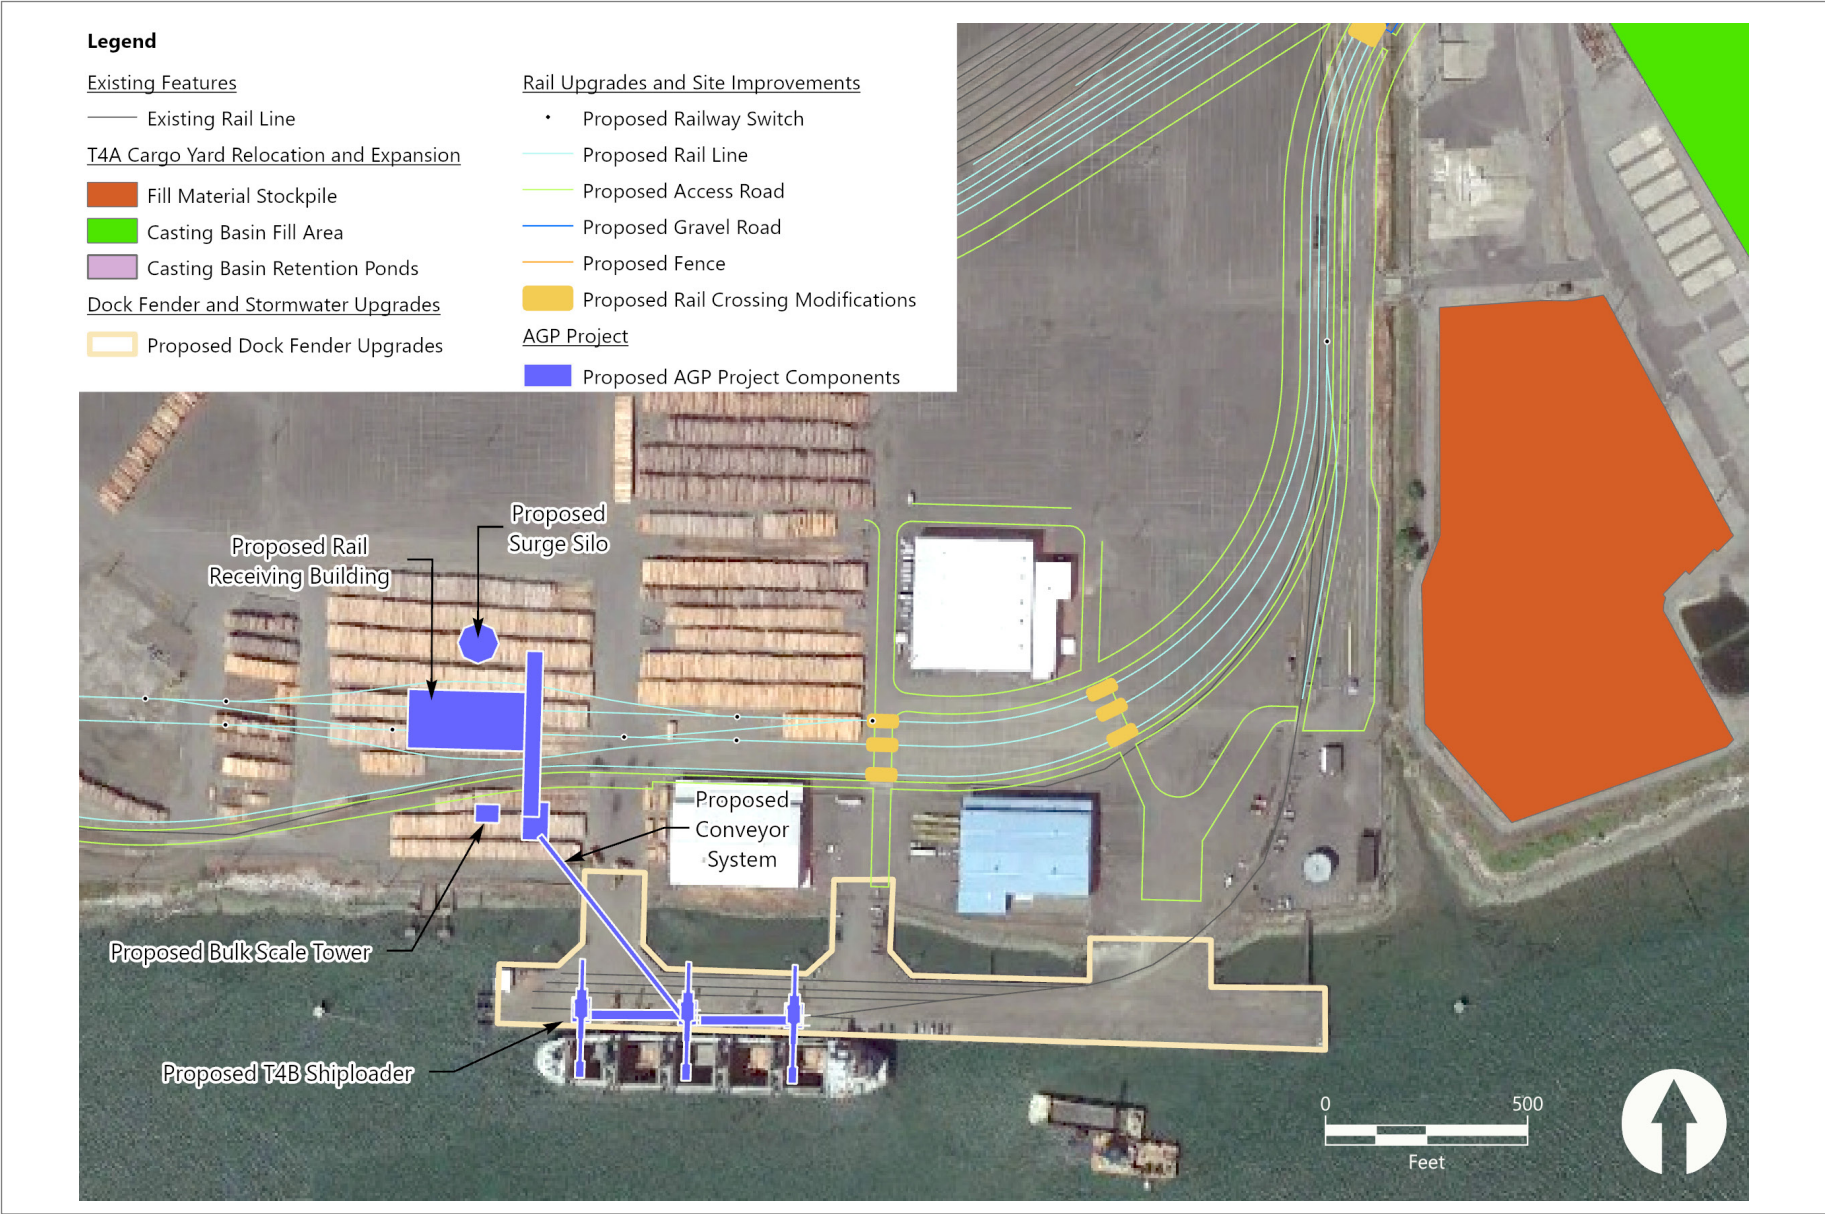 Legend
Existing Features
Existing Rail Line
T4A Cargo Yard Relocation and Expansion
Fill Material Stockpile
Casting Basin Fill Area
Casting Basin Retention Ponds
Dock Fender and Stormwater Upgrades
Proposed Dock Fender Upgrades
Rail Upgrades and Site Improvements
Proposed Railway Switch
Proposed Rail Line
Proposed Access Road
Proposed Gravel Road
Proposed Fence
Proposed Rail Crossing Modifications
AGP Project
Proposed AGP Project Components
Proposed
Surge Silo
Proposed Rail
Receiving Building
Proposed
Conveyor
System
Proposed Bulk Scale Tower
Proposed T4B Shiploader
0 500
Feet